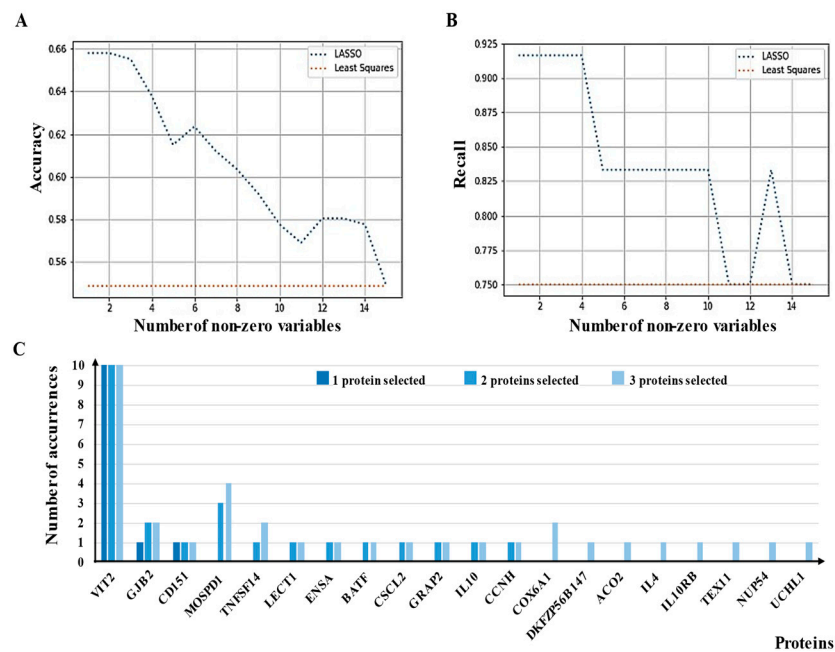 A
0.66
0.64
0.62
0.60
0.58
0.56
Accuracy
LASSO
Least Squares
2 4 6 8 10 12 14
Number of non-zero variables
B
0.925
0.900
0.875
0.850
0.825
0.800
0.775
0.750
Recall
LASSO
Least Squares
2 4 6 8 10 12 14
Number of non-zero variables
C
10
9
8
7
6
5
4
3
2
1
0
Number of accurrences
1 protein selected 2 proteins selected 3 proteins selected
VIT2
GJB2
CD151
MOSPD1
TNFSF14
LECT1
ENSA
BATF
CSCL2
GRAP2
IL10
CCNH
COX6A1
DKFZP56B147
ACO2
IL4
IL10RB
TEX11
NUP54
UCHL1
Proteins